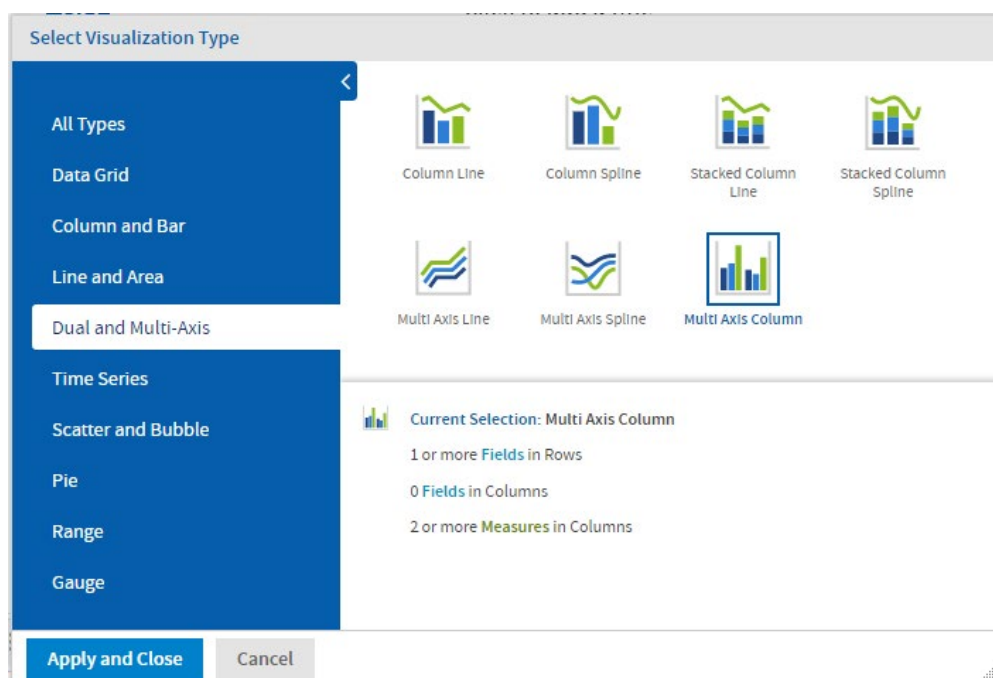 Select Visualization Type
All Types
Data Grid
Column and Bar
Line and Area
Dual and Multi-Axis
Time Series
Scatter and Bubble
Pie
Range
Gauge
Column Line
Column Spline
Stacked Column
Line
Stacked Column
Spline
Multi Axis Line
Multi Axis Spline
Multi Axis Column
Current Selection: Multi Axis Column
1 or more Fields in Rows
0 Fields in Columns
2 or more Measures in Columns
Apply and Close
Cancel